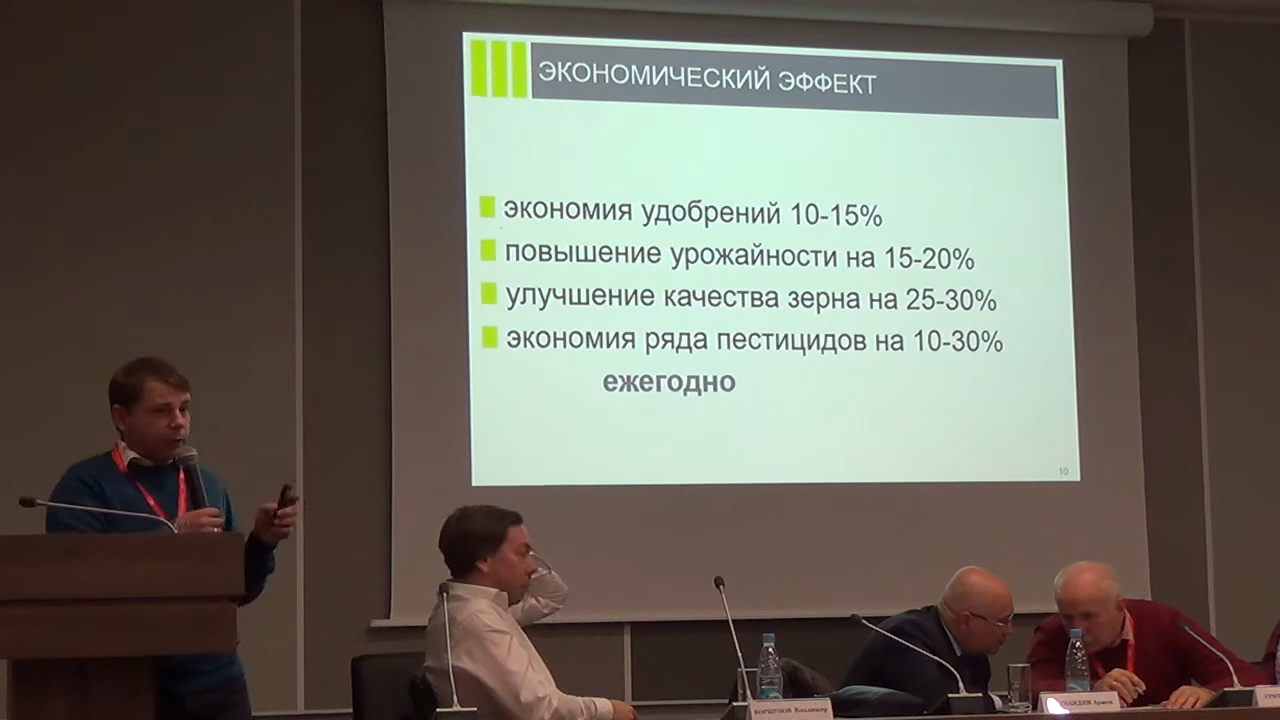 ЭКОНОМИЧЕСКИЙ ЭФФЕКТ
экономия удобрений 10-15%
повышение урожайности на 15-20%
улучшение качества зерна на 25-30%
экономия ряда пестицидов на 10-30%
ежегодно
10
Владимир